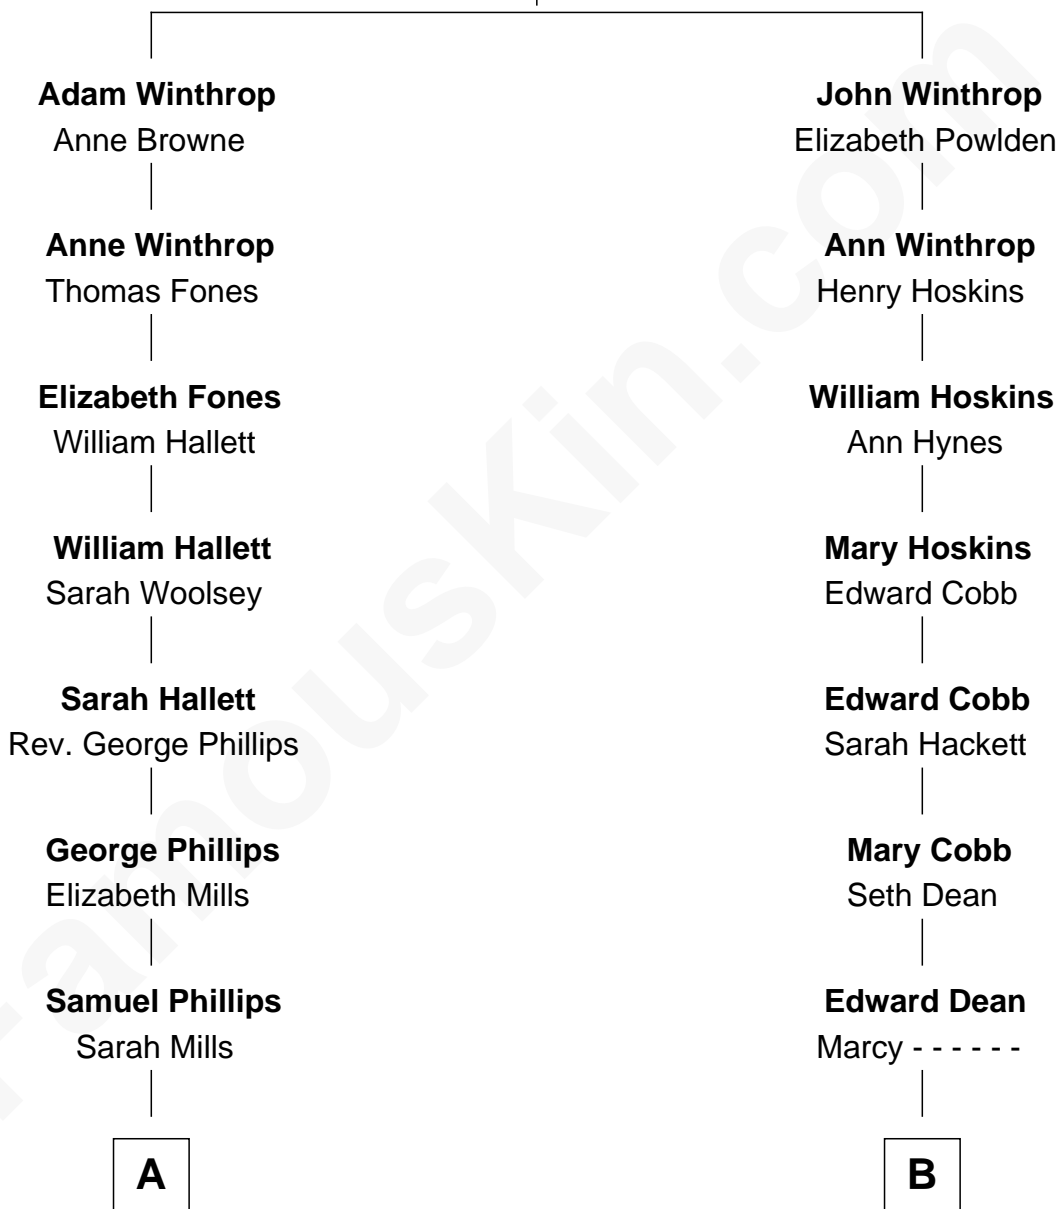 Adam Winthrop
Anne Browne
Anne Winthrop
Thomas Fones
Elizabeth Fones
William Hallett
William Hallett
Sarah Woolsey
Sarah Hallett
Rev. George Phillips
George Phillips
Elizabeth Mills
Samuel Phillips
Sarah Mills
A
John Winthrop
Elizabeth Powlden
Ann Winthrop
Henry Hoskins
William Hoskins
Ann Hynes
Mary Hoskins
Edward Cobb
Edward Cobb
Sarah Hackett
Mary Cobb
Seth Dean
Edward Dean
Marcy - - - - - -
B
FamousKin.com